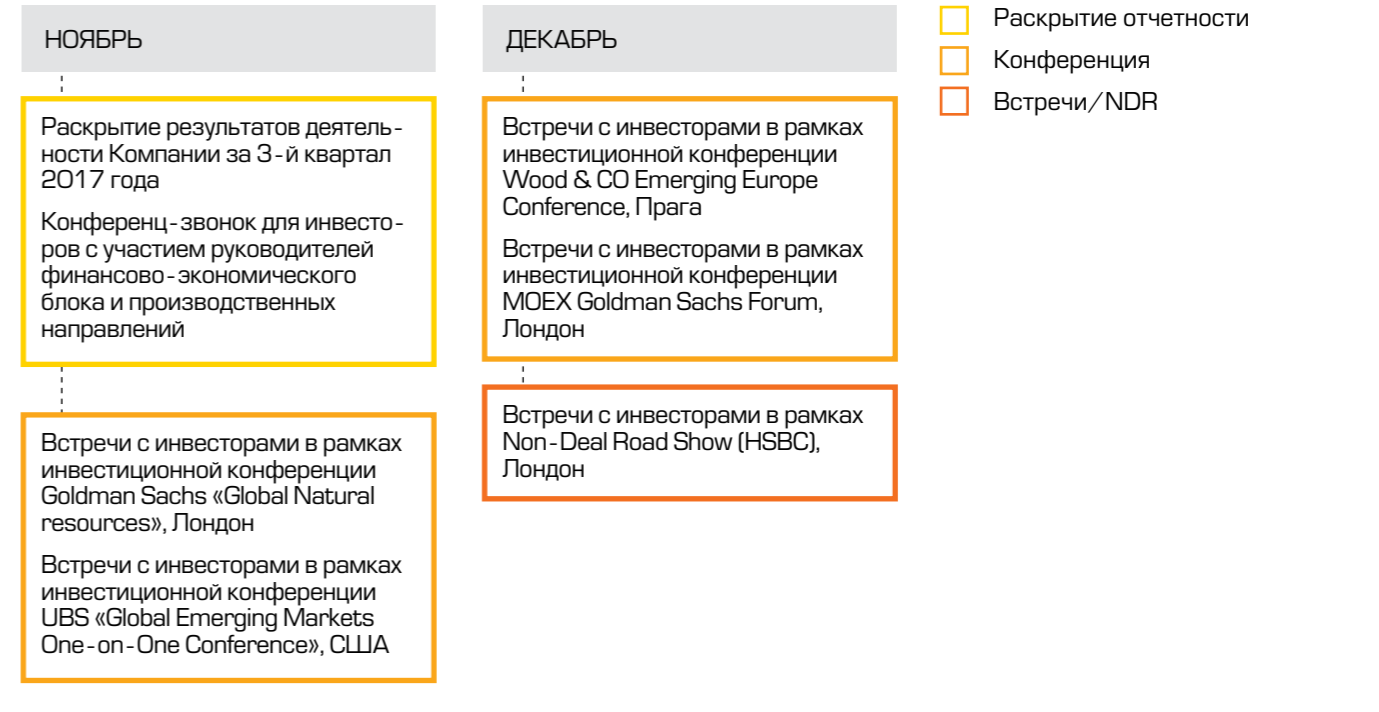 НОЯБРЬ
Раскрытие результатов деятель-
ности Компании за 3-й квартал
2017 года
Конференц-звонок для инвесто-
ров с участием руководителей
финансово-экономического
блока и производственных
направлений
Встречи с инвесторами в рамках
инвестиционной конференции
Goldman Sachs «Global Natural
resources», Лондон
Встречи с инвесторами в рамках
инвестиционной конференции
UBS «Global Emerging Markets
One-on-One Conference», США
ДЕКАБРЬ
Встречи с инвесторами в рамках
инвестиционной конференции
Wood & CO Emerging Europe
Conference, Прага
Встречи с инвесторами в рамках
инвестиционной конференции
MOEX Goldman Sachs Forum,
Лондон
Встречи с инвесторами в рамках
Non-Deal Road Show (HSBC),
Лондон
Раскрытие отчетности
Конференция
Встречи/NDR